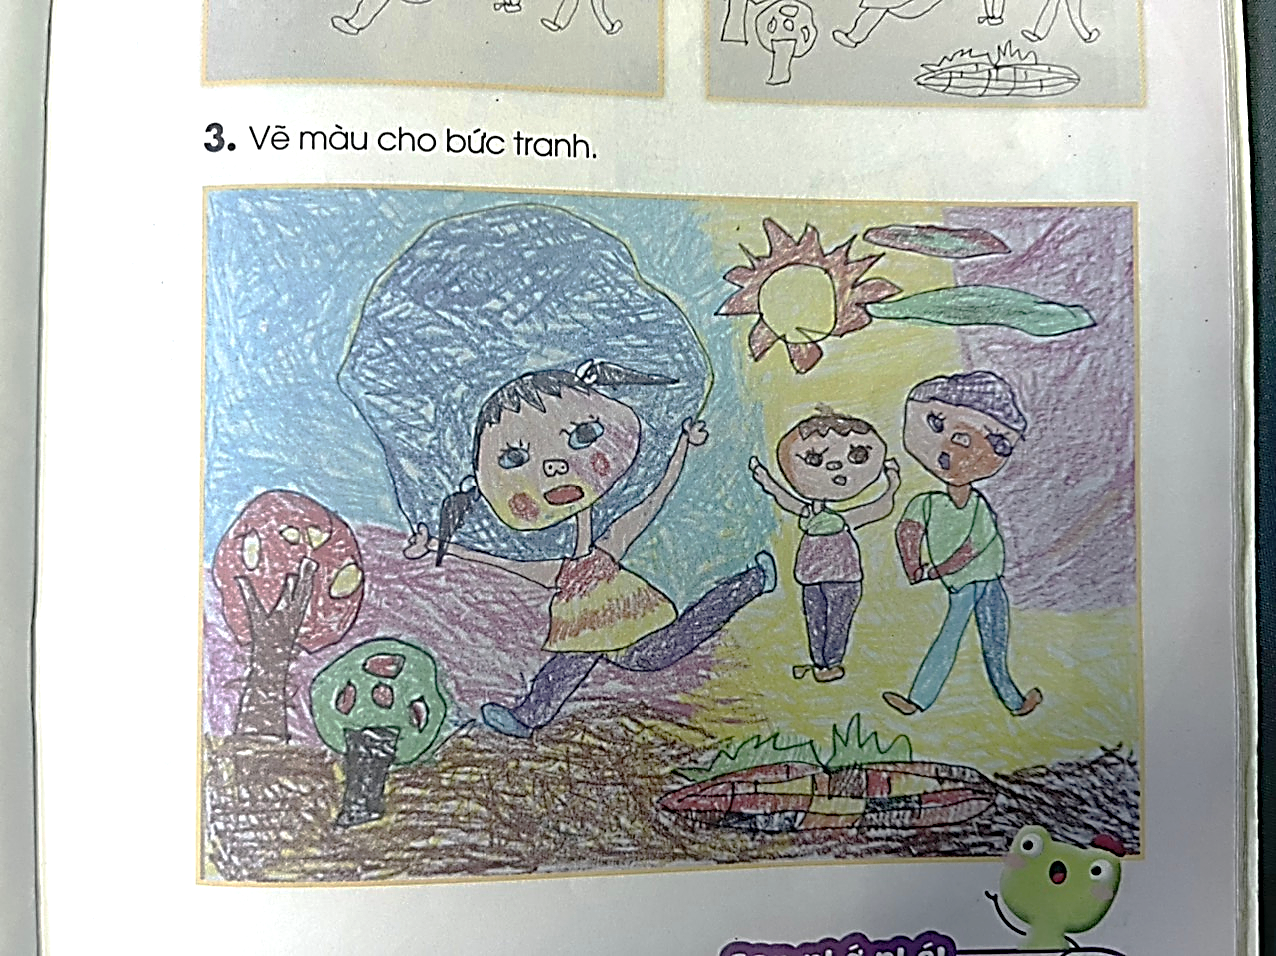 3. Vẽ màu cho bức tranh.